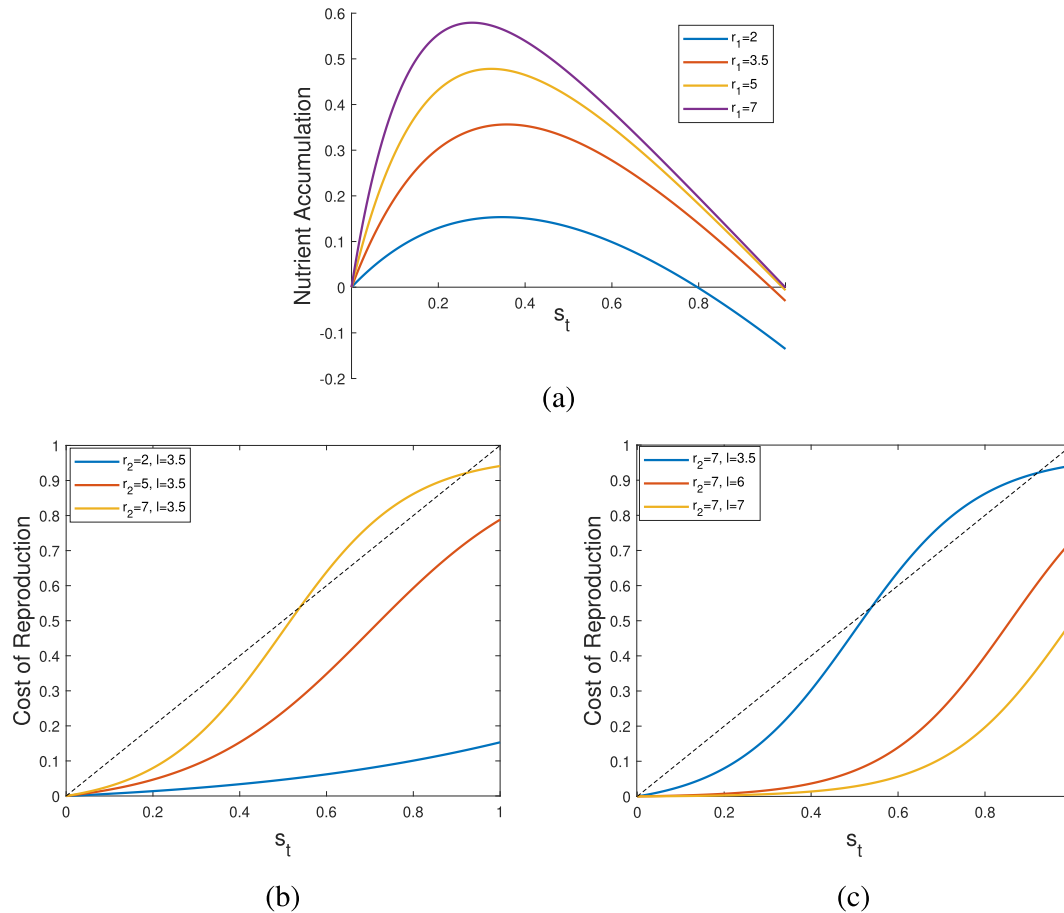 0.6
0.5
0.4
0.3
0.2
0.1
0
-0.1
-0.2
0.2
0.4
0.6
0.8
Nutrient Accumulation
s_t
r_1=2
r_1=3.5
r_1=5
r_1=7
(a)
1
0.9
0.8
0.7
0.6
0.5
0.4
0.3
0.2
0.1
0
0
0.2
0.4
0.6
0.8
1
Cost of Reproduction
s_t
r_2=2, l=3.5
r_2=5, l=3.5
r_2=7, l=3.5
(b)
1
0.9
0.8
0.7
0.6
0.5
0.4
0.3
0.2
0.1
0
0
0.2
0.4
0.6
0.8
Cost of Reproduction
s_t
r_2=7, l=3.5
r_2=7, l=6
r_2=7, l=7
(c)